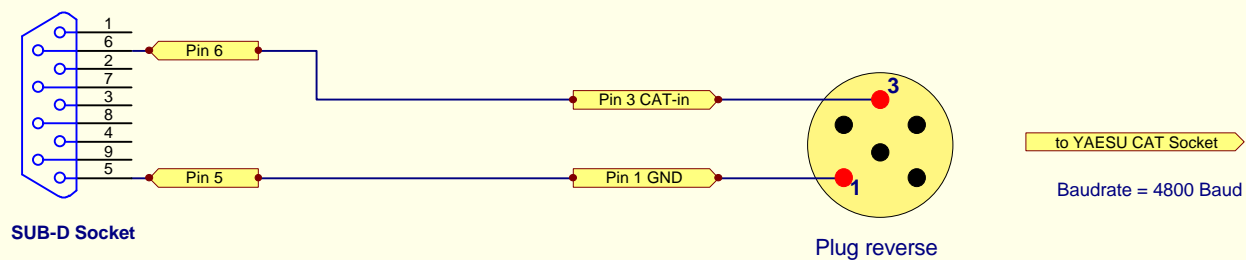 1
6
2
7
3
8
4
9
5
Pin 6
Pin 5
SUB-D Socket
Pin 3 CAT-in
Pin 1 GND
3
1
Plug reverse
to YAESU CAT Socket
Baudrate = 4800 Baud